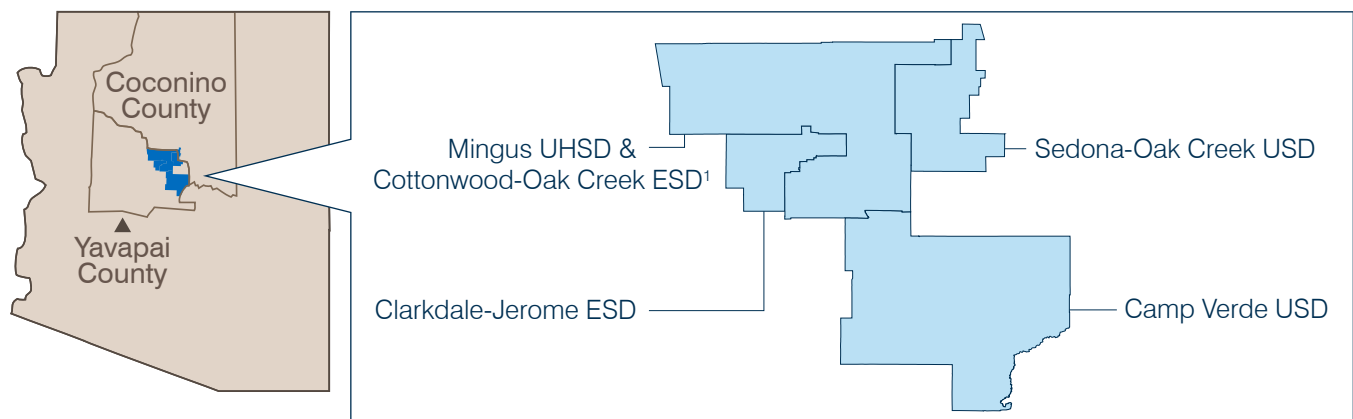 Coconino
County
Yavapai
County
Mingus UHSD &
Cottonwood-Oak Creek ESD¹
Clarkdale-Jerome ESD
Sedona-Oak Creek USD
Camp Verde USD